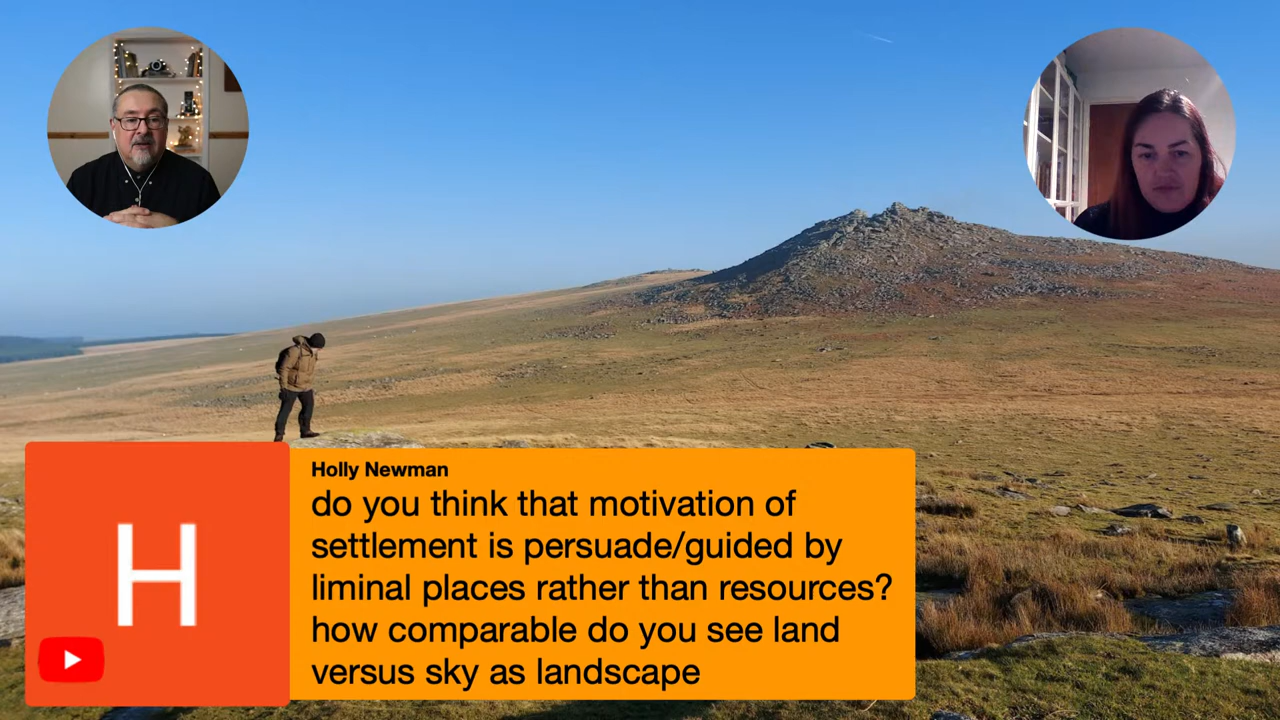 H
Holly Newman
do you think that motivation of
settlement is persuade/guided by
liminal places rather than resources?
how comparable do you see land
versus sky as landscape